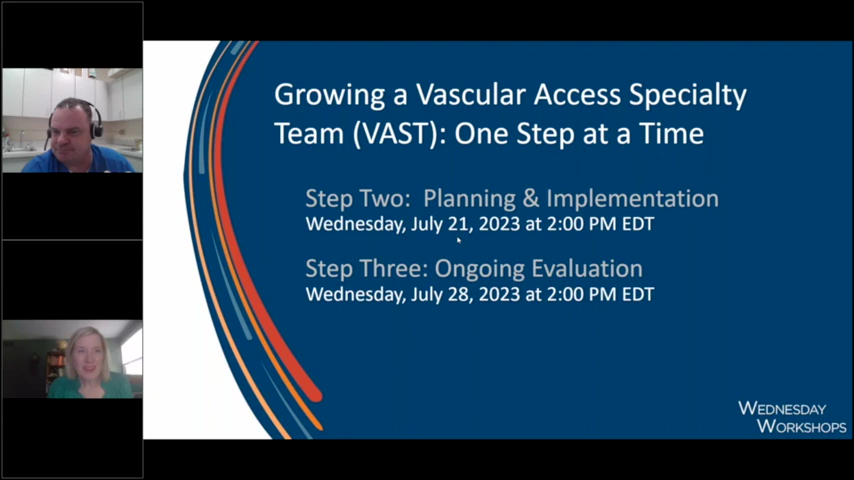 Growing a Vascular Access Specialty
Team (VAST): One Step at a Time
Step Two: Planning & Implementation
Wednesday, July 21, 2023 at 2:00 PM EDT
Step Three: Ongoing Evaluation
Wednesday, July 28, 2023 at 2:00 PM EDT
WEDNESDAY
WORKSHOPS